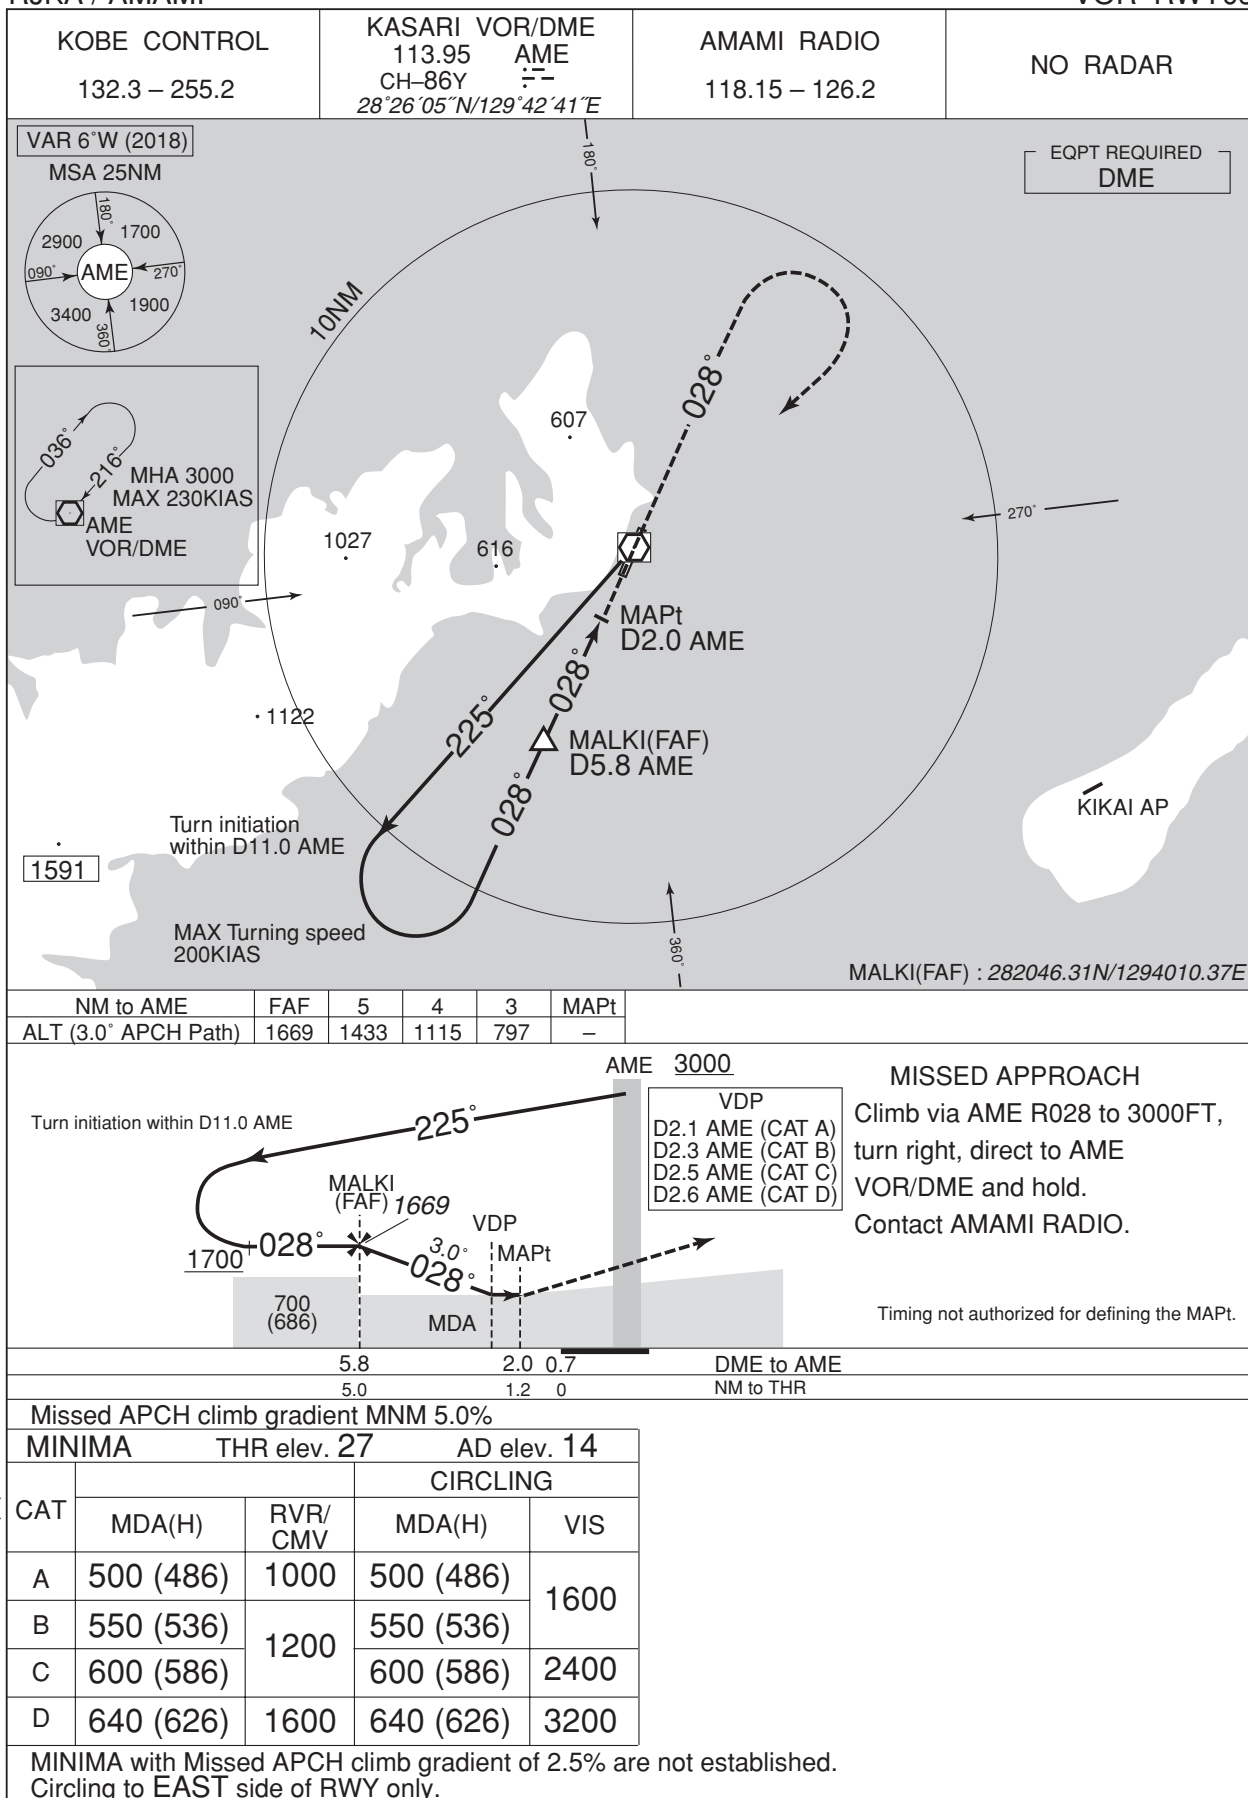 KOBE CONTROL
132.3 – 255.2
KASARI VOR/DME
113.95 AME
CH–86Y
28°26´05˝N/129°42´41˝E
AMAMI RADIO
118.15 – 126.2
NO RADAR
VAR 6°W (2018)
MSA 25NM
180°
2900
1700
090°
AME
270°
3400
1900
360°
EQPT REQUIRED
DME
180°
10NM
028°
607
036°
216°
MHA 3000
MAX 230KIAS
AME
VOR/DME
1027
616
270°
090°
MAPt
D2.0 AME
028°
1122
225°
MALKI(FAF)
D5.8 AME
028°
KIKAI AP
Turn initiation
within D11.0 AME
1591
MAX Turning speed
200KIAS
360°
MALKI(FAF) : 282046.31N/1294010.37E
NM to AME FAF 5 4 3 MAPt
ALT (3.0° APCH Path) 1669 1433 1115 797 –
AME 3000
Turn initiation within D11.0 AME
225°
VDP
D2.1 AME (CAT A)
D2.3 AME (CAT B)
D2.5 AME (CAT C)
D2.6 AME (CAT D)
MISSED APPROACH
Climb via AME R028 to 3000FT,
turn right, direct to AME
VOR/DME and hold.
Contact AMAMI RADIO.
MALKI
(FAF) 1669
VDP
1700
028°
3.0°
028°
MAPt
700
(686)
MDA
Timing not authorized for defining the MAPt.
5.8 2.0 0.7 DME to AME
5.0 1.2 0 NM to THR
Missed APCH climb gradient MNM 5.0%
MINIMA THR elev. 27 AD elev. 14
CIRCLING
CAT MDA(H) RVR/CMV MDA(H) VIS
A 500 (486) 1000 500 (486) 1600
B 550 (536) 1200 550 (536)
C 600 (586) 600 (586) 2400
D 640 (626) 1600 640 (626) 3200
MINIMA with Missed APCH climb gradient of 2.5% are not established.
Circling to EAST side of RWY only.